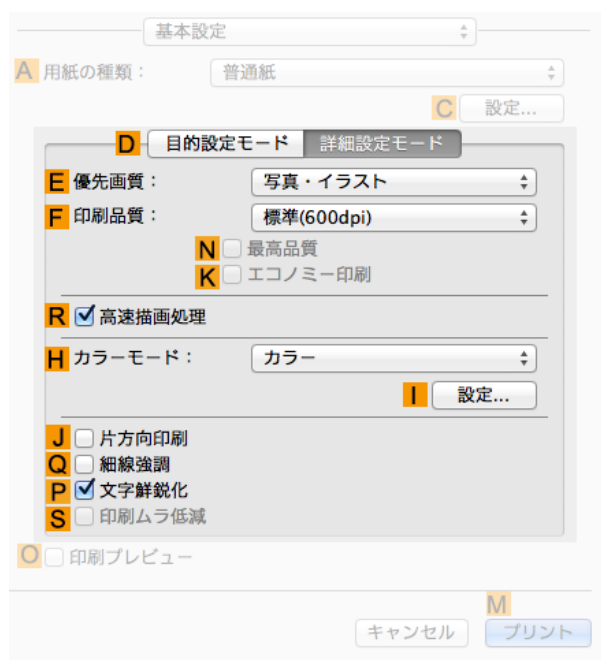 基本設定
A 用紙の種類： 普通紙
C 設定...
D 目的設定モード 詳細設定モード
E 優先画質： 写真・イラスト
F 印刷品質： 標準(600dpi)
N 最高品質
K エコノミー印刷
R 高速描画処理
H カラーモード： カラー
I 設定...
J 片方向印刷
Q 細線強調
P 文字鮮鋭化
S 印刷ムラ低減
O 印刷プレビュー
M
キャンセル プリント